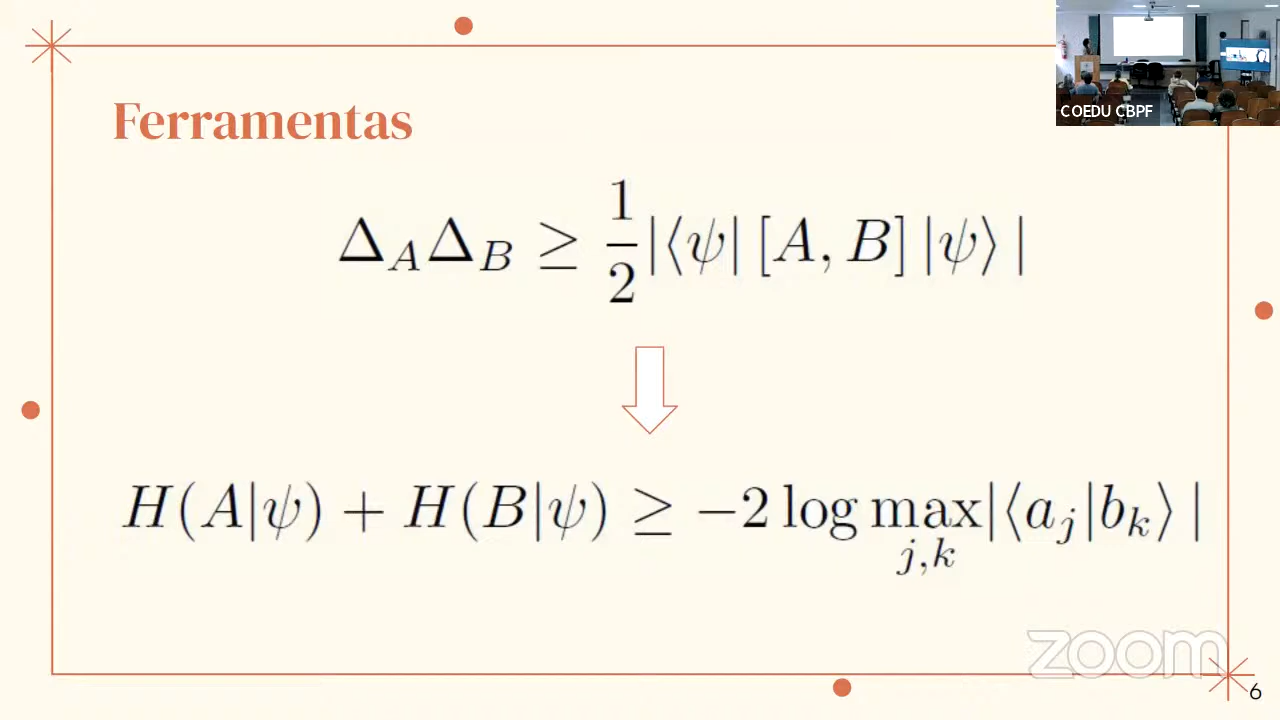 COEDU CBPF
Ferramentas
Δ_A Δ_B ≥ 1/2 |⟨ψ| [A, B] |ψ⟩|
H(A|ψ) + H(B|ψ) ≥ −2 log max_{j,k} |⟨a_j|b_k⟩|
zoom
6